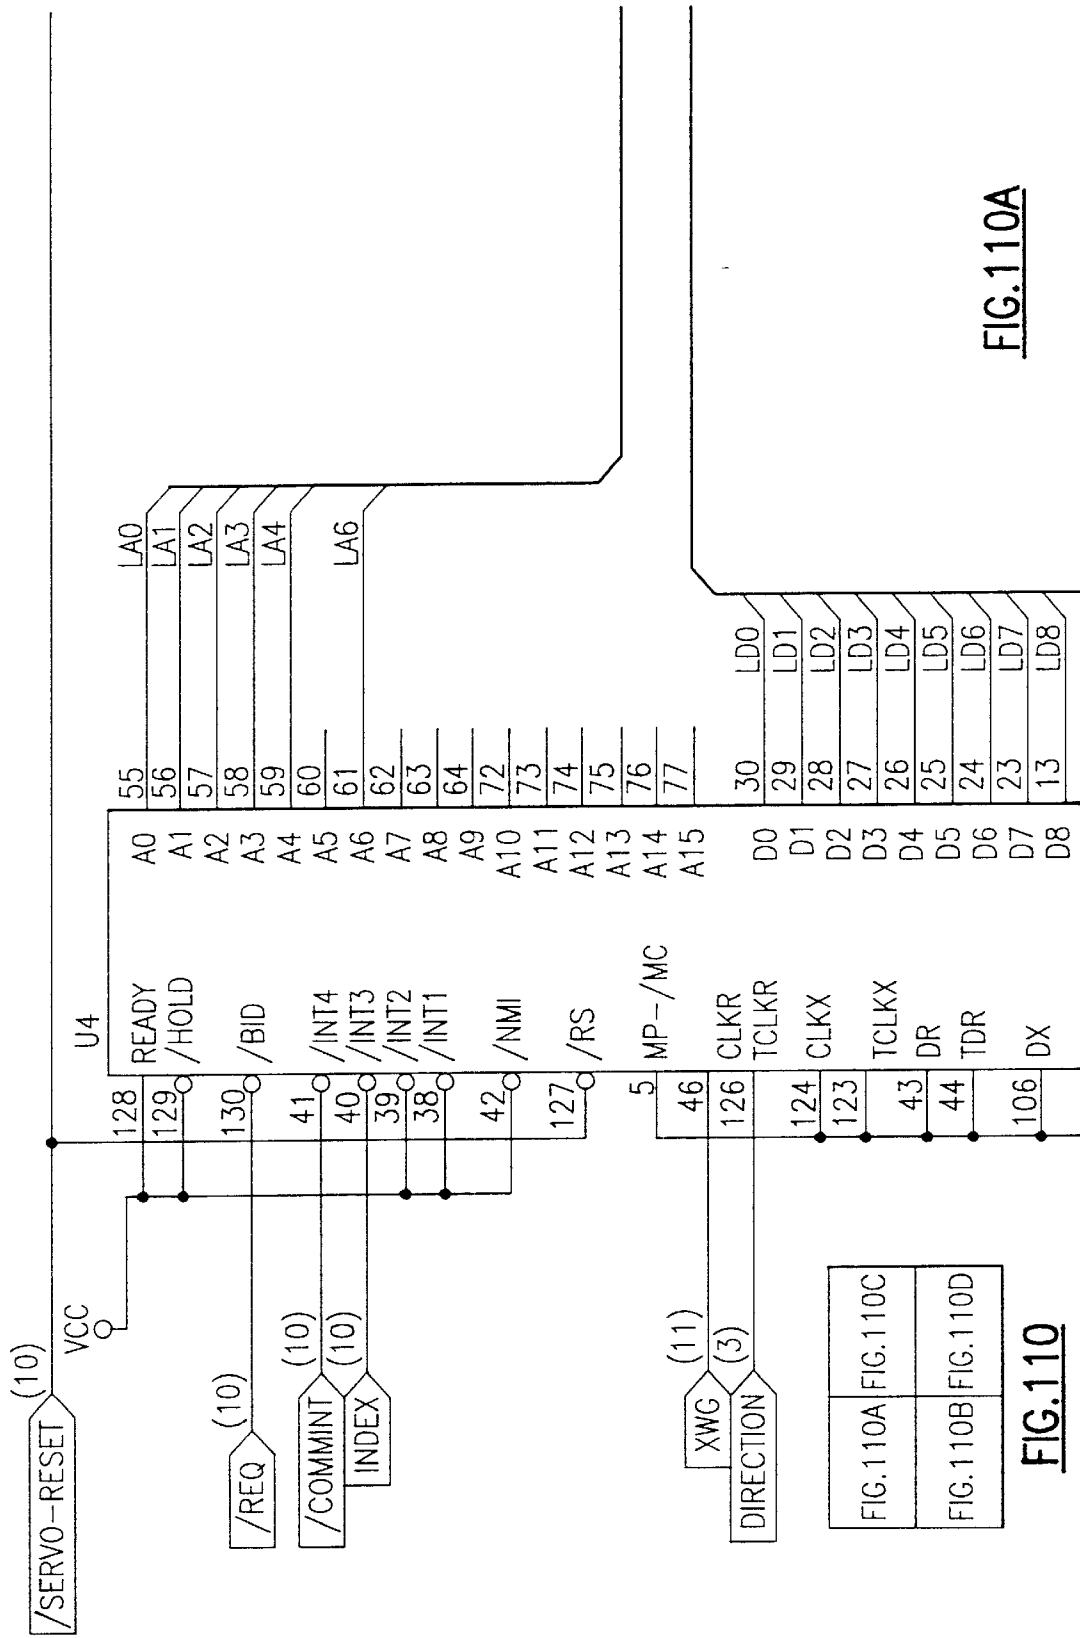 /SERVO-RESET (10)
VCC
U4
128 READY A0 55 LA0
129 /HOLD A1 56 LA1
A2 57 LA2
/REQ (10) 130 /BID A3 58 LA3
A4 59 LA4
/COMMINT (10) 41 /INT4 A5 60
INDEX (10) 40 /INT3 A6 61 LA6
39 /INT2 A7 62
38 /INT1 A8 63
A9 64
42 /NMI A10 72
A11 73
127 /RS A12 74
A13 75
5 MP-/MC A14 76
XWG (11) 46 CLKR A15 77
DIRECTION (3) 126 TCLKR D0 30 LD0
D1 29 LD1
124 CLKX D2 28 LD2
123 TCLKX D3 27 LD3
43 DR D4 26 LD4
44 TDR D5 25 LD5
D6 24 LD6
106 DX D7 23 LD7
D8 13 LD8
FIG.110A FIG.110C
FIG.110B FIG.110D
FIG.110
FIG.110A